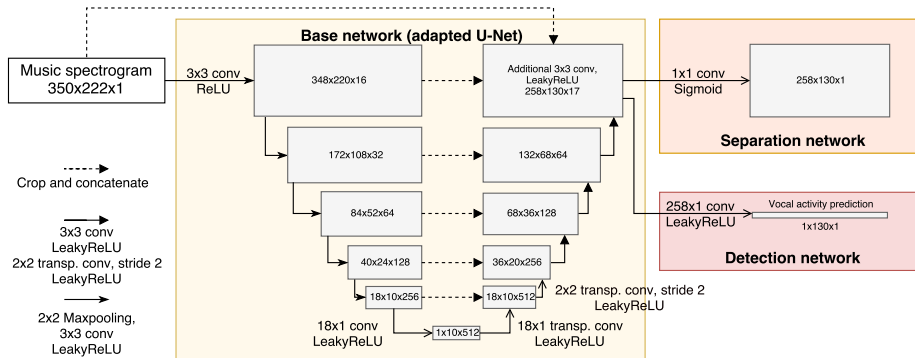 Base network (adapted U-Net)
Music spectrogram
350x222x1
3x3 conv
ReLU
348x220x16
Additional 3x3 conv,
LeakyReLU
258x130x17
1x1 conv
Sigmoid
258x130x1
Separation network
172x108x32
132x68x64
Crop and concatenate
84x52x64
68x36x128
258x1 conv
LeakyReLU
Vocal activity prediction
1x130x1
Detection network
3x3 conv
LeakyReLU
2x2 transp. conv, stride 2
LeakyReLU
40x24x128
36x20x256
18x10x256
18x10x512
2x2 transp. conv, stride 2
LeakyReLU
18x1 conv
LeakyReLU
1x10x512
18x1 transp. conv
LeakyReLU
2x2 Maxpooling,
3x3 conv
LeakyReLU